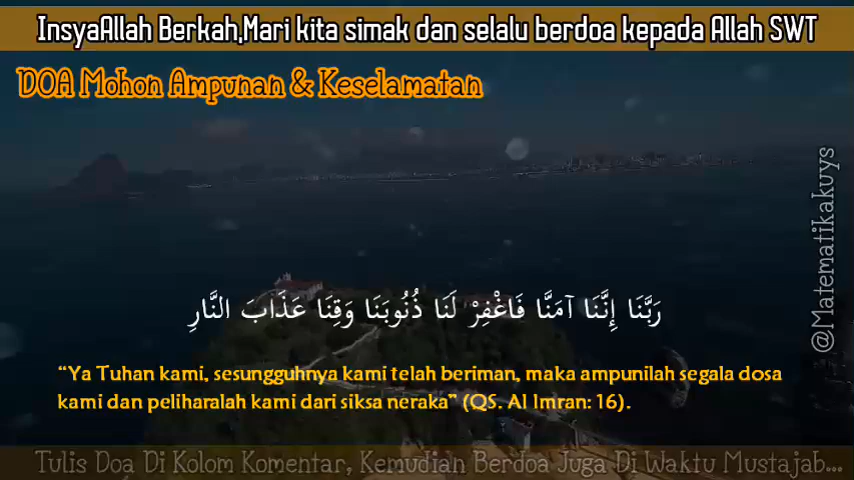 InsyaAllah Berkah,Mari kita simak dan selalu berdoa kepada Allah SWT
DOA Mohon Ampunan & Keselamatan
@Matematikakuys
رَبَّنَا إِنَّنَا آمَنَّا فَاغْفِرْ لَنَا ذُنُوبَنَا وَقِنَا عَذَابَ النَّارِ
“Ya Tuhan kami, sesungguhnya kami telah beriman, maka ampunilah segala dosa
kami dan peliharalah kami dari siksa neraka” (QS. Al Imran: 16).
Tulis Doa Di Kolom Komentar, Kemudian Berdoa Juga Di Waktu Mustajab...